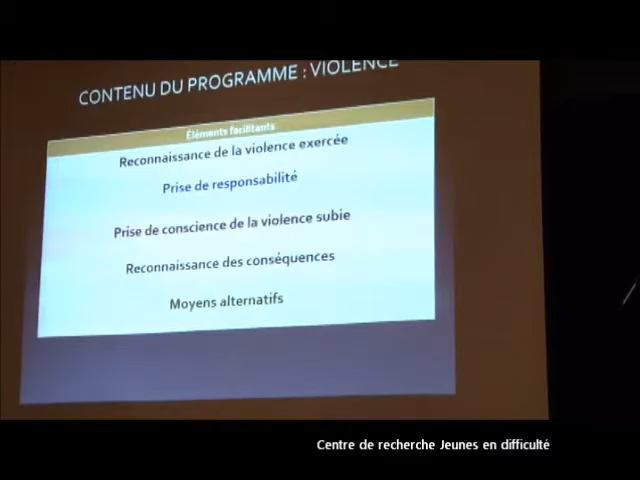 CONTENU DU PROGRAMME : VIOLENCE
Éléments facilitants
Reconnaissance de la violence exercée
Prise de responsabilité
Prise de conscience de la violence subie
Reconnaissance des conséquences
Moyens alternatifs
Centre de recherche Jeunes en difficulté